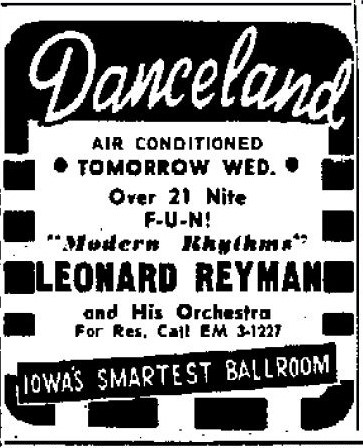 Danceland
AIR CONDITIONED
• TOMORROW WED. •
Over 21 Nite
F-U-N!
"Modern Rhythms"
LEONARD REYMAN
and His Orchestra
For Res. Call EM 3-1227
IOWA'S SMARTEST BALLROOM